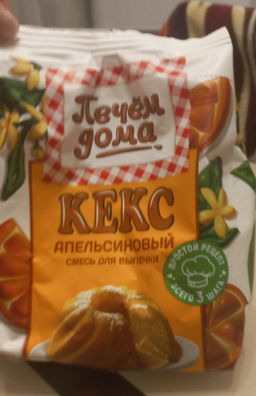 Печём
дома
КЕКС
АПЕЛЬСИНОВЫЙ
СМЕСЬ ДЛЯ ВЫПЕЧКИ
ПРОСТОЙ РЕЦЕПТ
ВСЕГО 3 ШАГА